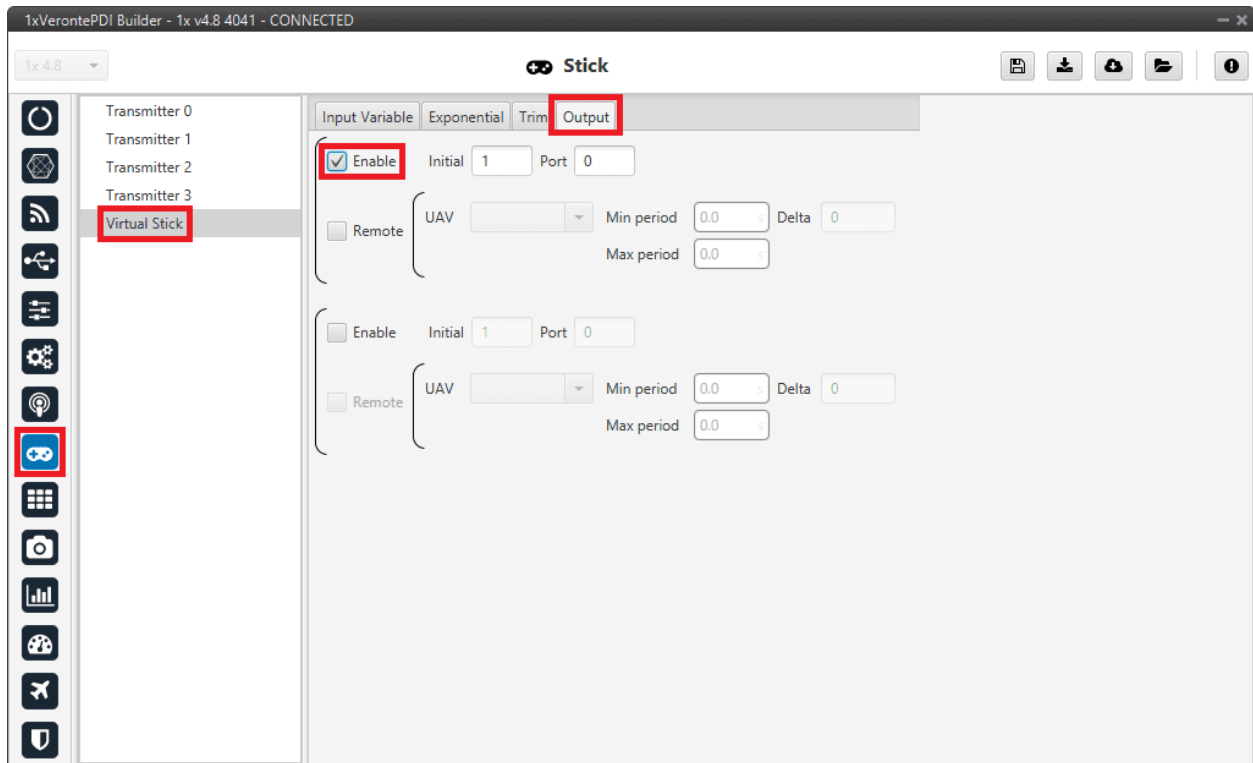 1xVerontePDI Builder - 1x v4.8 4041 - CONNECTED
1x 4.8
Stick
Transmitter 0
Transmitter 1
Transmitter 2
Transmitter 3
Virtual Stick
Input Variable Exponential Trim Output
Enable Initial 1 Port 0
Remote UAV Min period 0.0 s Delta 0
Max period 0.0 s
Enable Initial 1 Port 0
Remote UAV Min period 0.0 s Delta 0
Max period 0.0 s